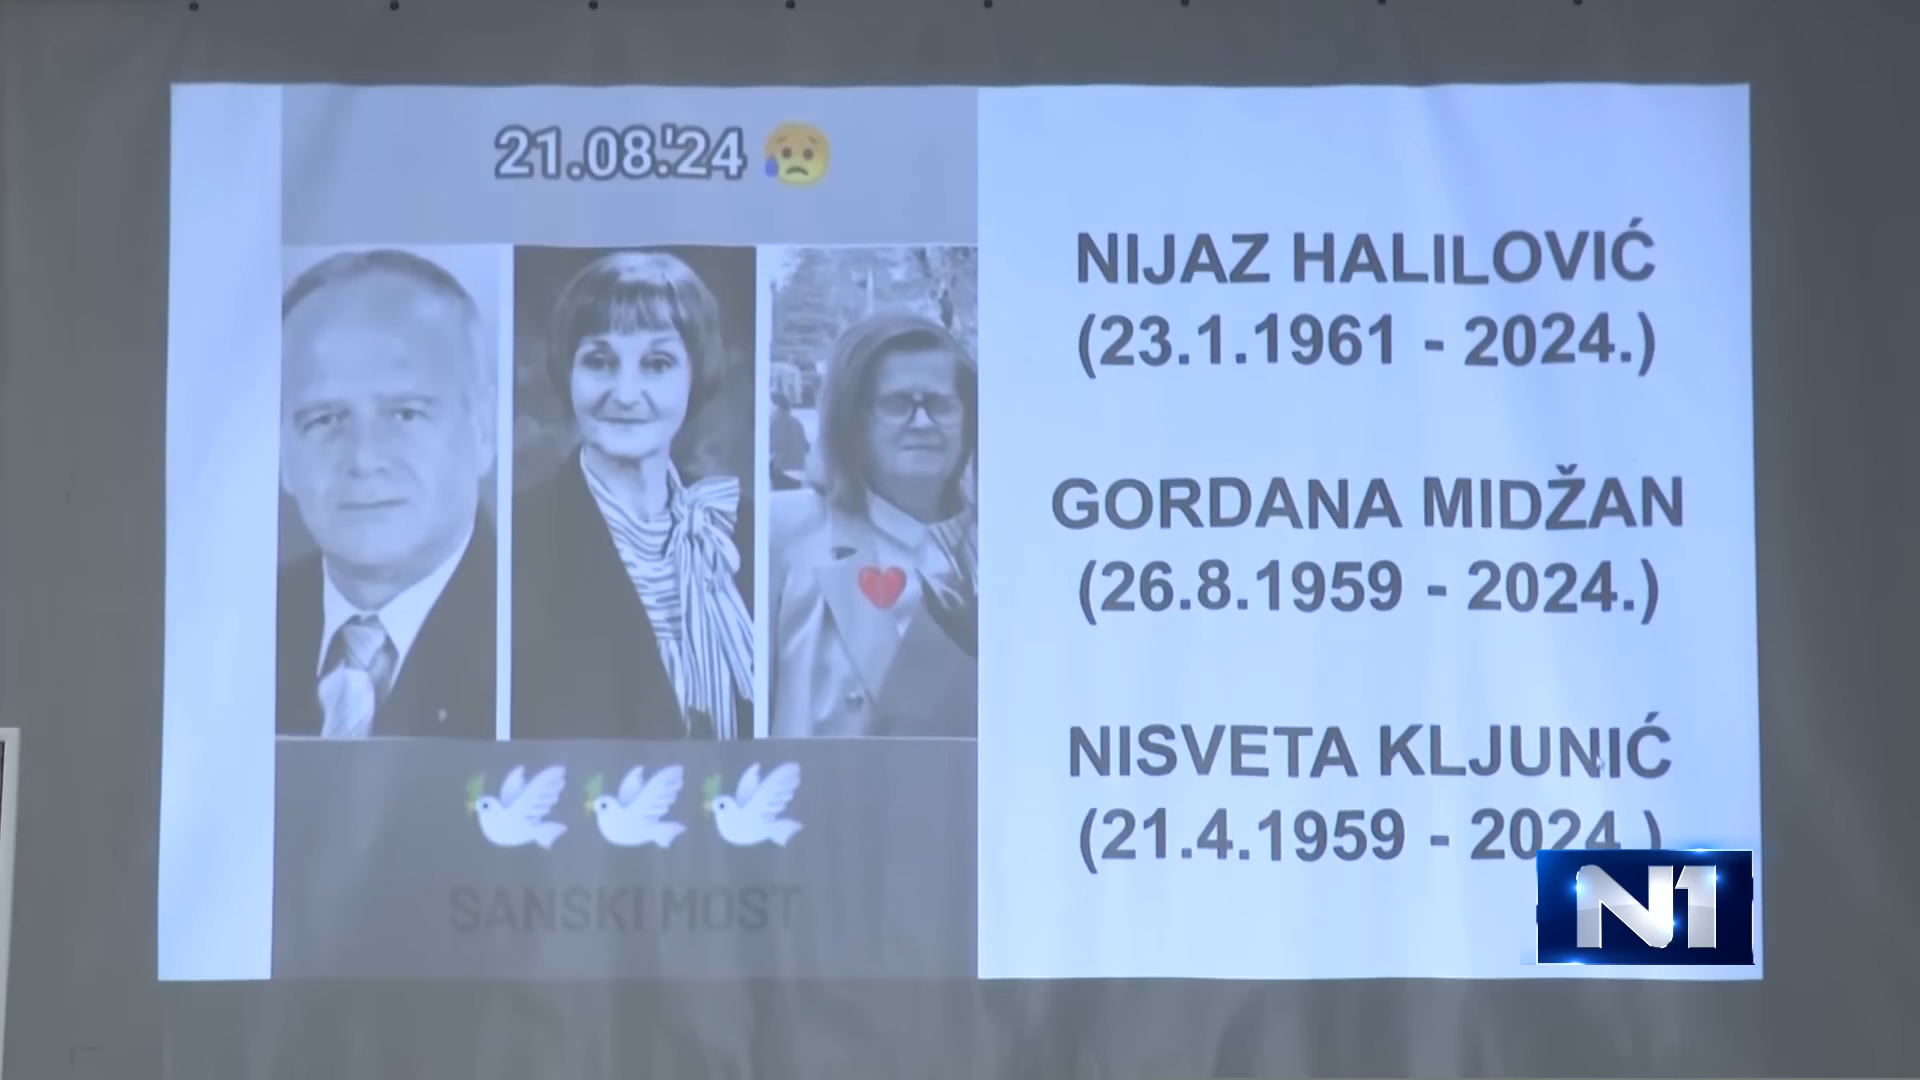 21.08.'24
SANSKI MOST
NIJAZ HALILOVIĆ
(23.1.1961 - 2024.)
GORDANA MIDŽAN
(26.8.1959 - 2024.)
NISVETA KLJUNIĆ
(21.4.1959 - 2024.)
N1